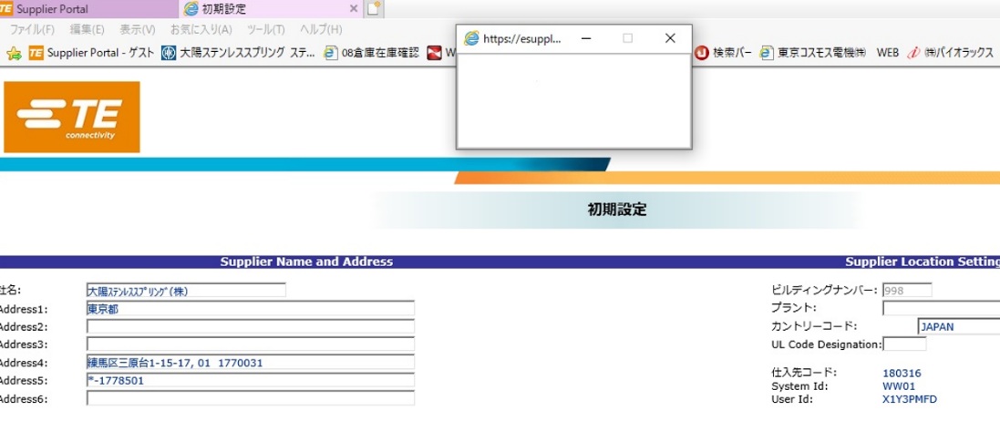 TE Supplier Portal
初期設定
ファイル(F) 編集(E) 表示(V) お気に入り(A) ツール(T) ヘルプ(H)
https://esuppl...
TE Supplier Portal - ゲスト 大陽ステンレススプリング ステ... 08倉庫在庫確認 W 検索バー 東京コスモス電機㈱ WEB ㈱パイオラックス
TE
connectivity
初期設定
Supplier Name and Address
社名: 大陽ｽﾃﾝﾚｽｽﾌﾟﾘﾝｸﾞ(株)
Address1: 東京都
Address2:
Address3:
Address4: 練馬区三原台1-15-17, 01 1770031
Address5: *-1778501
Address6:
Supplier Location Setting
ビルディングナンバー: 998
プラント:
カントリーコード: JAPAN
UL Code Designation:
仕入先コード: 180316
System Id: WW01
User Id: X1Y3PMFD